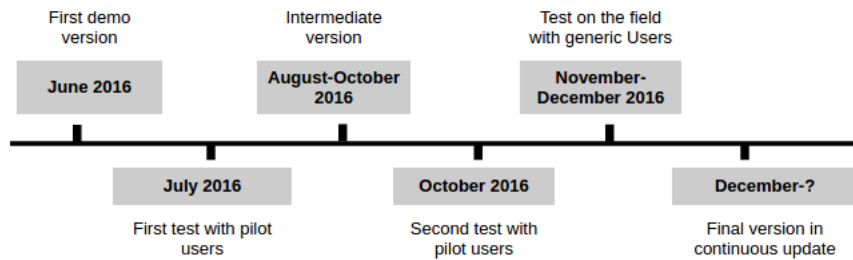 First demo
version
June 2016
Intermediate
version
August-October
2016
Test on the field
with generic Users
November-
December 2016
July 2016
First test with pilot
users
October 2016
Second test with
pilot users
December-?
Final version in
continuous update